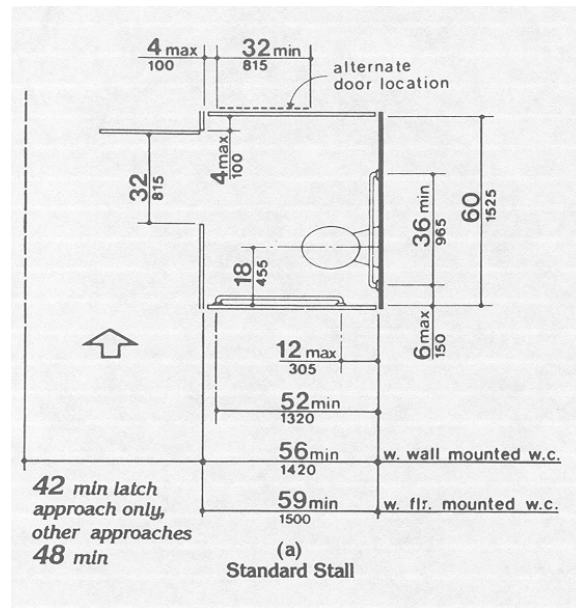 4 max
100
32 min
815
alternate
door location
32
815
4 max
100
36 min
965
60
1525
18
455
6 max
150
12 max
305
52 min
1320
56 min
1420
w. wall mounted w.c.
59 min
1500
w. flr. mounted w.c.
42 min latch
approach only,
other approaches
48 min
(a)
Standard Stall